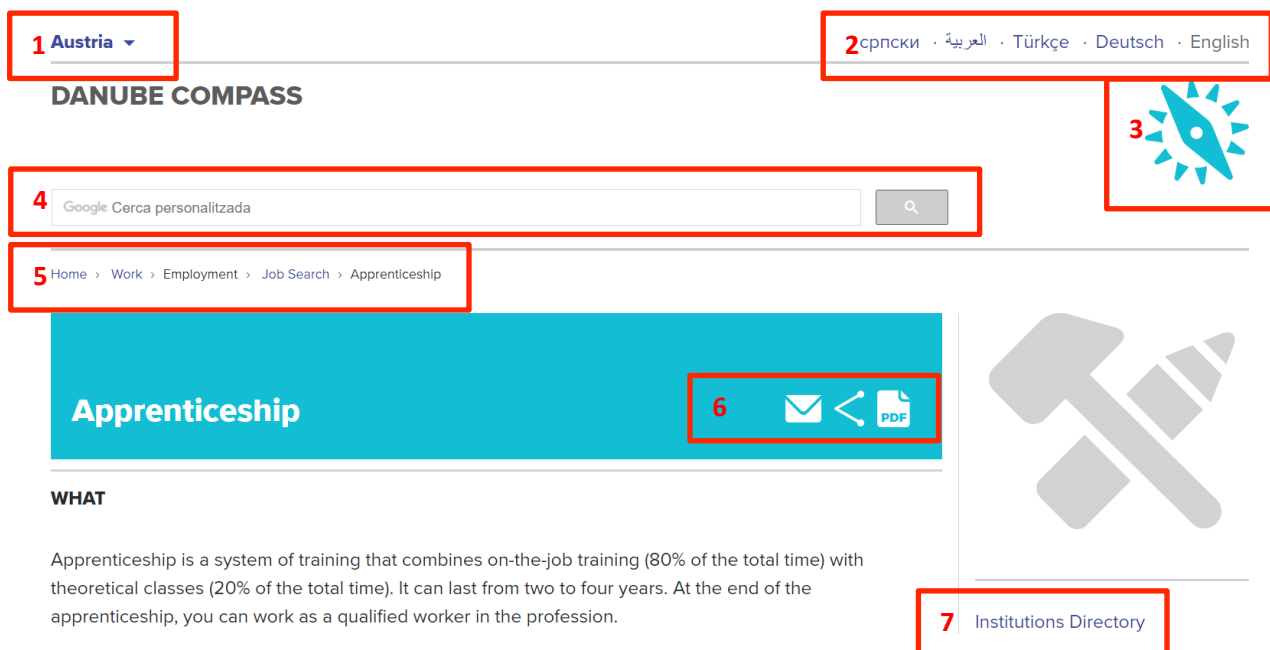 1 Austria
2 српски · العربية · Türkçe · Deutsch · English
DANUBE COMPASS
3
4 Google Cerca personalitzada
5 Home › Work › Employment › Job Search › Apprenticeship
Apprenticeship
6 PDF
WHAT
Apprenticeship is a system of training that combines on-the-job training (80% of the total time) with
theoretical classes (20% of the total time). It can last from two to four years. At the end of the
apprenticeship, you can work as a qualified worker in the profession.
7 Institutions Directory